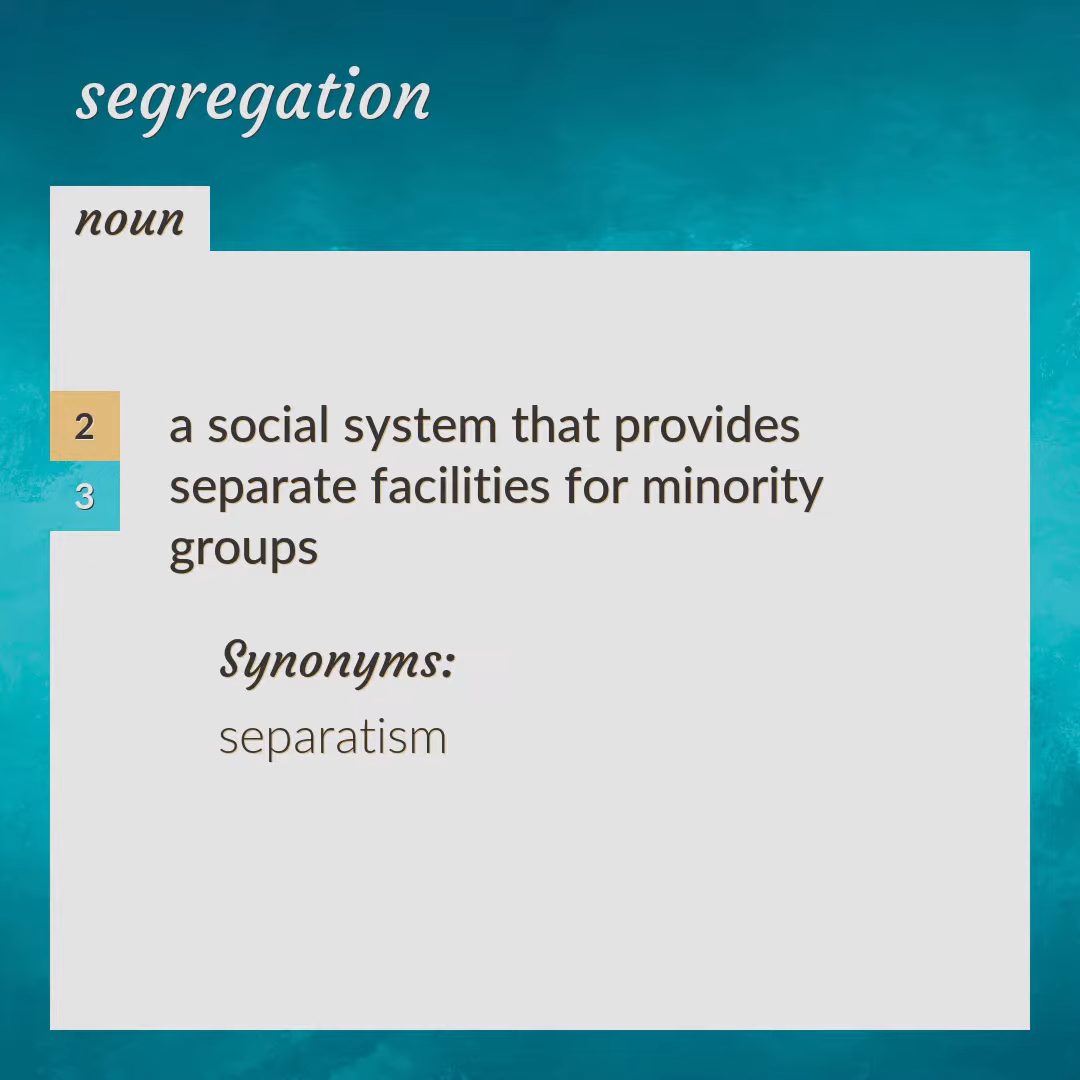 segregation
noun
2
3
a social system that provides
separate facilities for minority
groups
Synonyms:
separatism